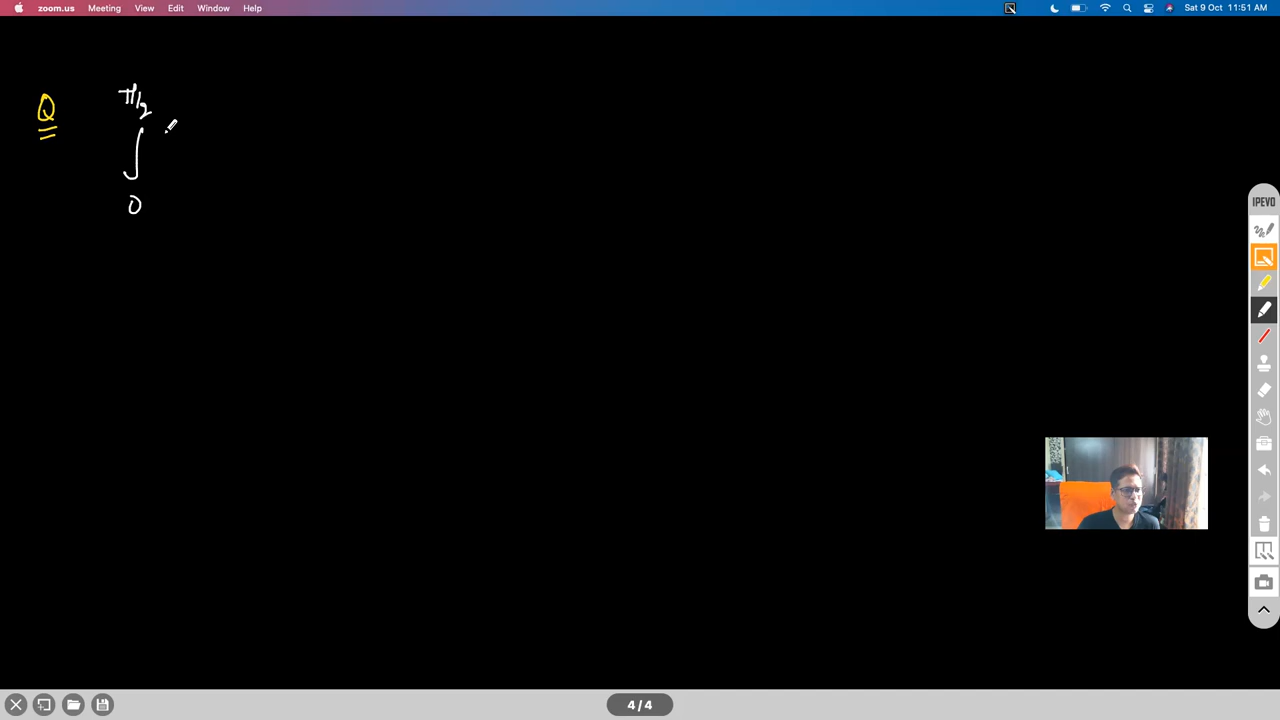 zoom.us Meeting View Edit Window Help Sat 9 Oct 11:51 AM
Q
π/2
∫
0
IPEVO
4 / 4